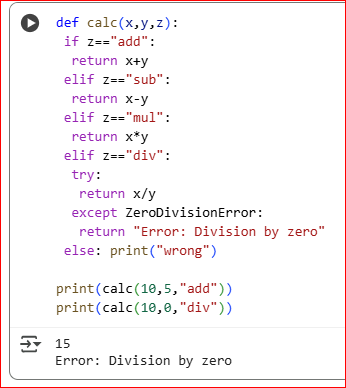 def calc(x,y,z):
 if z=="add":
  return x+y
 elif z=="sub":
  return x-y
 elif z=="mul":
  return x*y
 elif z=="div":
  try:
   return x/y
  except ZeroDivisionError:
   return "Error: Division by zero"
 else: print("wrong")

print(calc(10,5,"add"))
print(calc(10,0,"div"))
15
Error: Division by zero